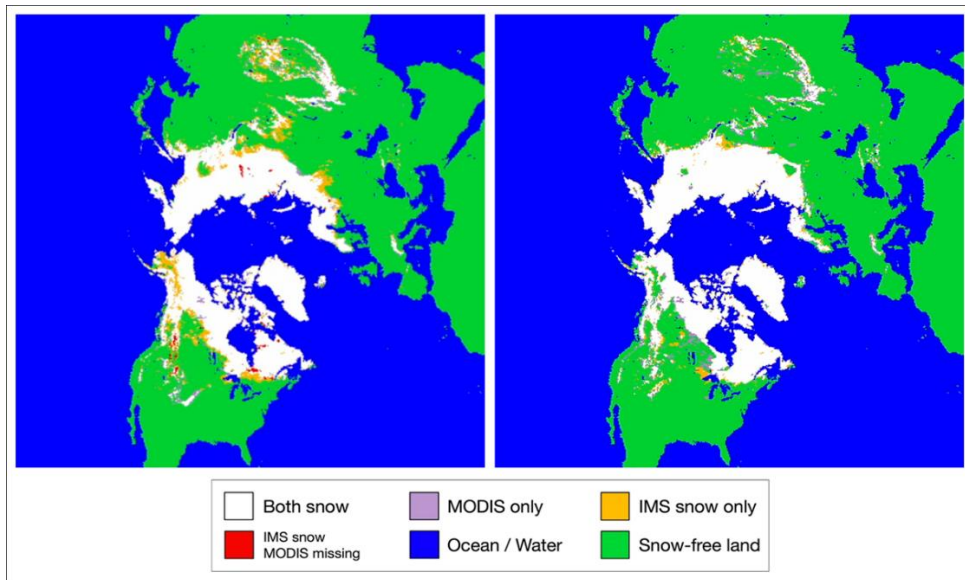 Both snow
MODIS only
IMS snow only
IMS snow
MODIS missing
Ocean / Water
Snow-free land